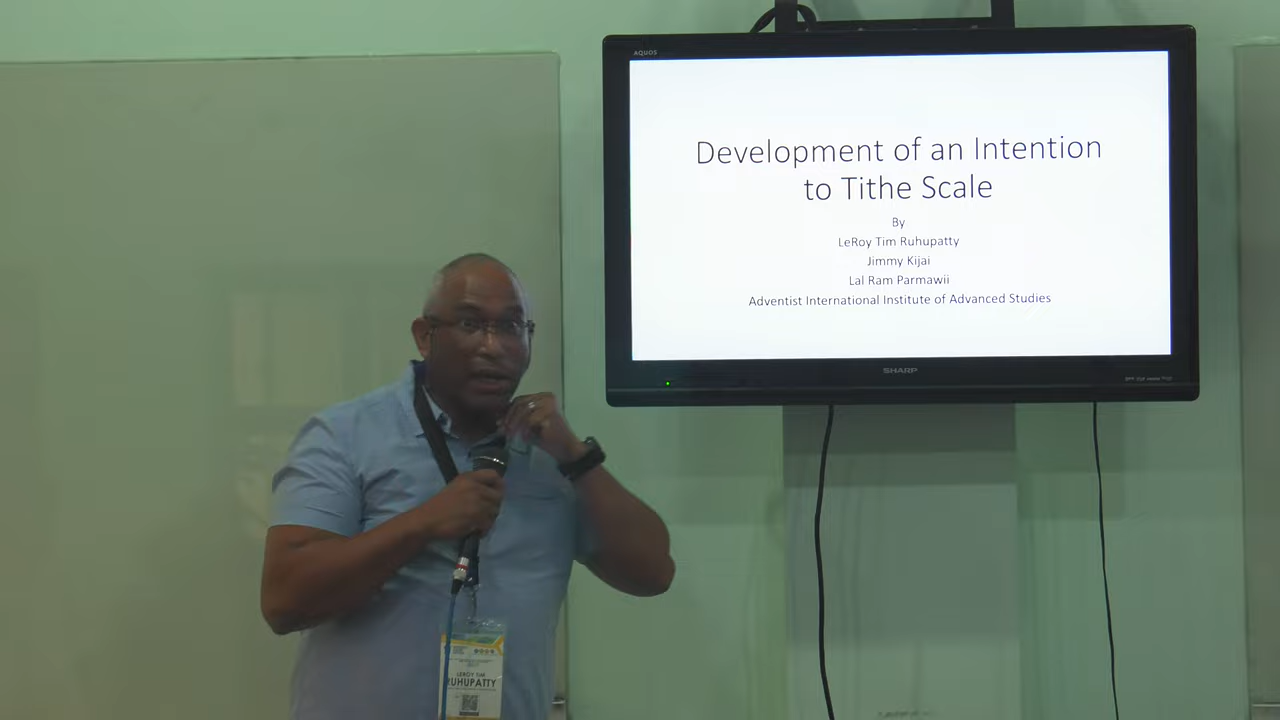 AQUOS
Development of an Intention
to Tithe Scale
By
LeRoy Tim Ruhupatty
Jimmy Kijai
Lal Ram Parmawii
Adventist International Institute of Advanced Studies
SHARP
LEROY TIM
RUHUPATTY